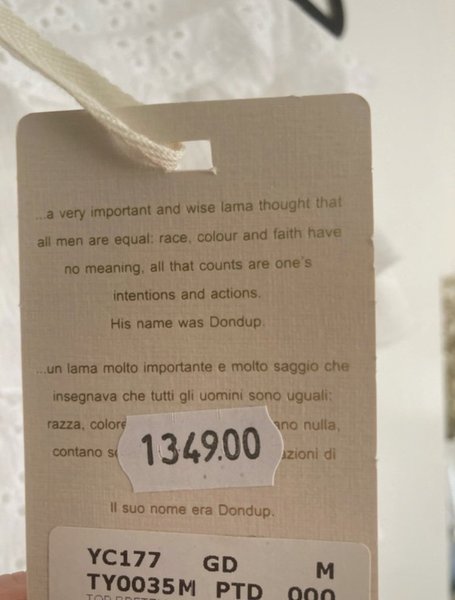 ...a very important and wise lama thought that
all men are equal: race, colour and faith have
no meaning, all that counts are one's
intentions and actions.
His name was Dondup.
...un lama molto importante e molto saggio che
insegnava che tutti gli uomini sono uguali:
razza, colore nulla,
contano di
1349.00
Il suo nome era Dondup.
YC177 GD M
TY0035M PTD 000